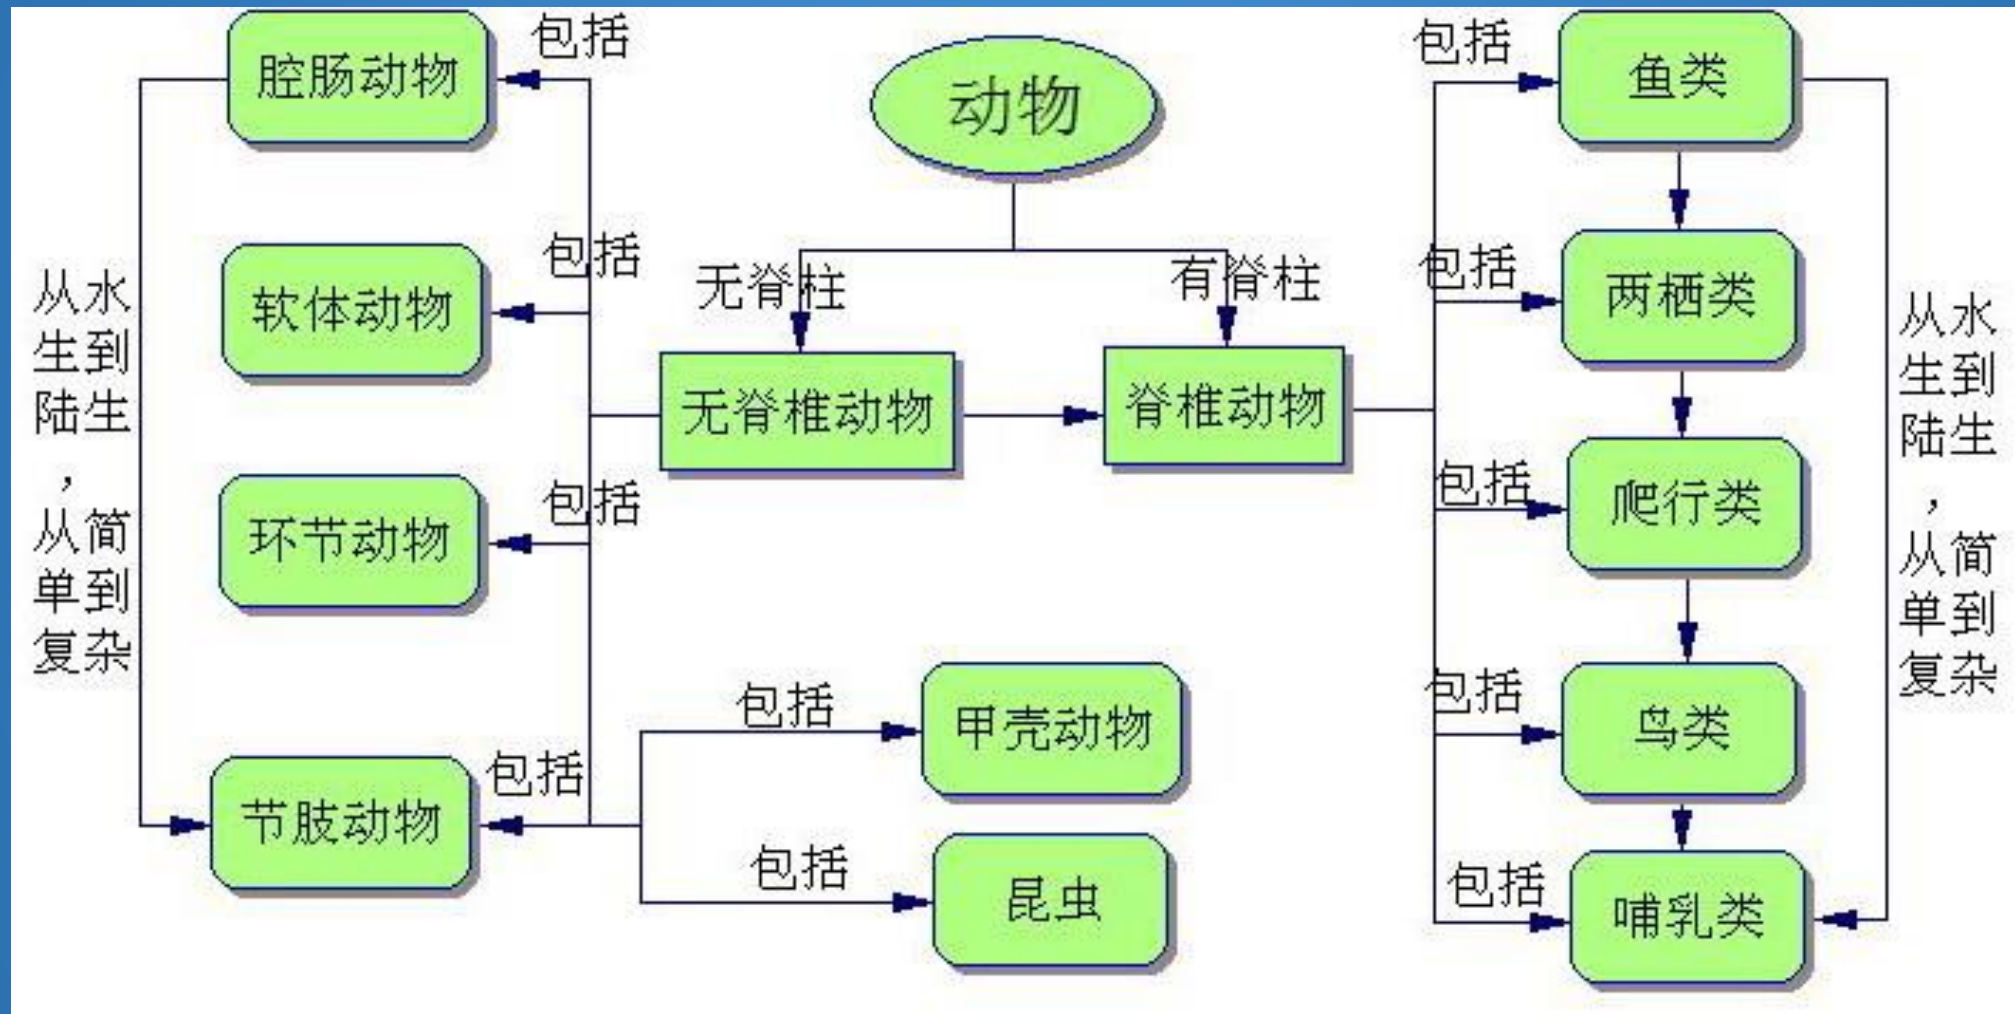 动物
无脊柱
有脊柱
无脊椎动物
脊椎动物
包括
腔肠动物
包括
软体动物
包括
环节动物
包括
节肢动物
从水
生到
陆生
，
从简
单到
复杂
包括
甲壳动物
包括
昆虫
包括
鱼类
包括
两栖类
包括
爬行类
包括
鸟类
包括
哺乳类
从水
生到
陆生
，
从简
单到
复杂